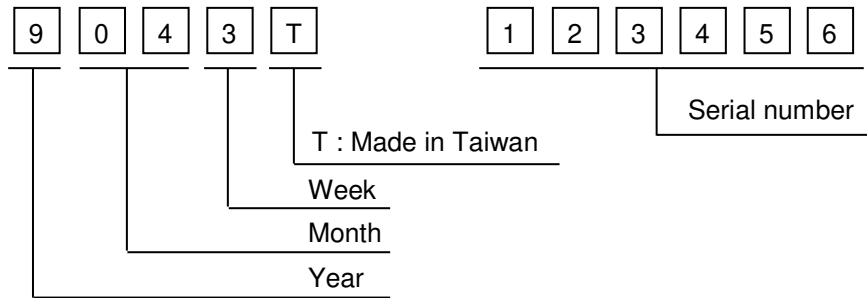 9 0 4 3 T 1 2 3 4 5 6
Serial number
T : Made in Taiwan
Week
Month
Year